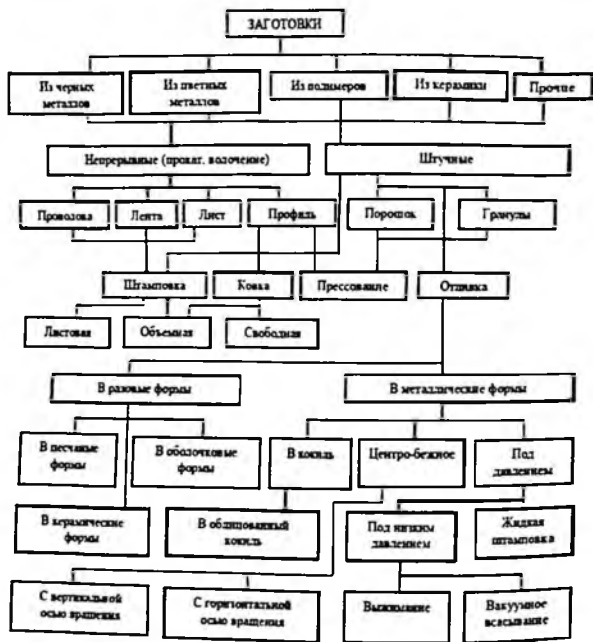 ЗАГОТОВКИ
Из черных
металлов
Из цветных
металлов
Из полимеров
Из керамики
Прочие
Непрерывные (прокат. волочение)
Штучные
Проволока
Лента
Лист
Профиль
Порошок
Гранулы
Штамповка
Ковка
Прессование
Отливка
Листовая
Объемная
Свободная
В разовые формы
В металлические формы
В песчаные
формы
В оболочковые
формы
В кокиль
Центро-бежное
Под
давлением
В керамические
формы
В облицованный
кокиль
Под низким
давлением
Жидкая
штамповка
С вертикальной
осью вращения
С горизонтальной
осью вращения
Выжимание
Вакуумное
всасывание